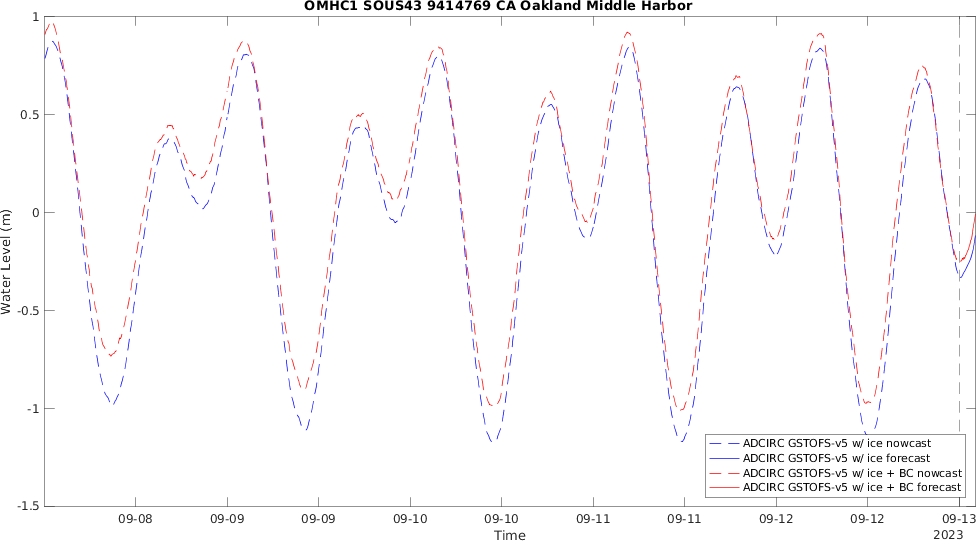 OMHC1 SOUS43 9414769 CA Oakland Middle Harbor
1
0.5
0
-0.5
-1
-1.5
Water Level (m)
ADCIRC GSTOFS-v5 w/ ice nowcast
ADCIRC GSTOFS-v5 w/ ice forecast
ADCIRC GSTOFS-v5 w/ ice + BC nowcast
ADCIRC GSTOFS-v5 w/ ice + BC forecast
09-08 09-09 09-09 09-10 09-10 09-11 09-11 09-12 09-12 09-13
2023
Time